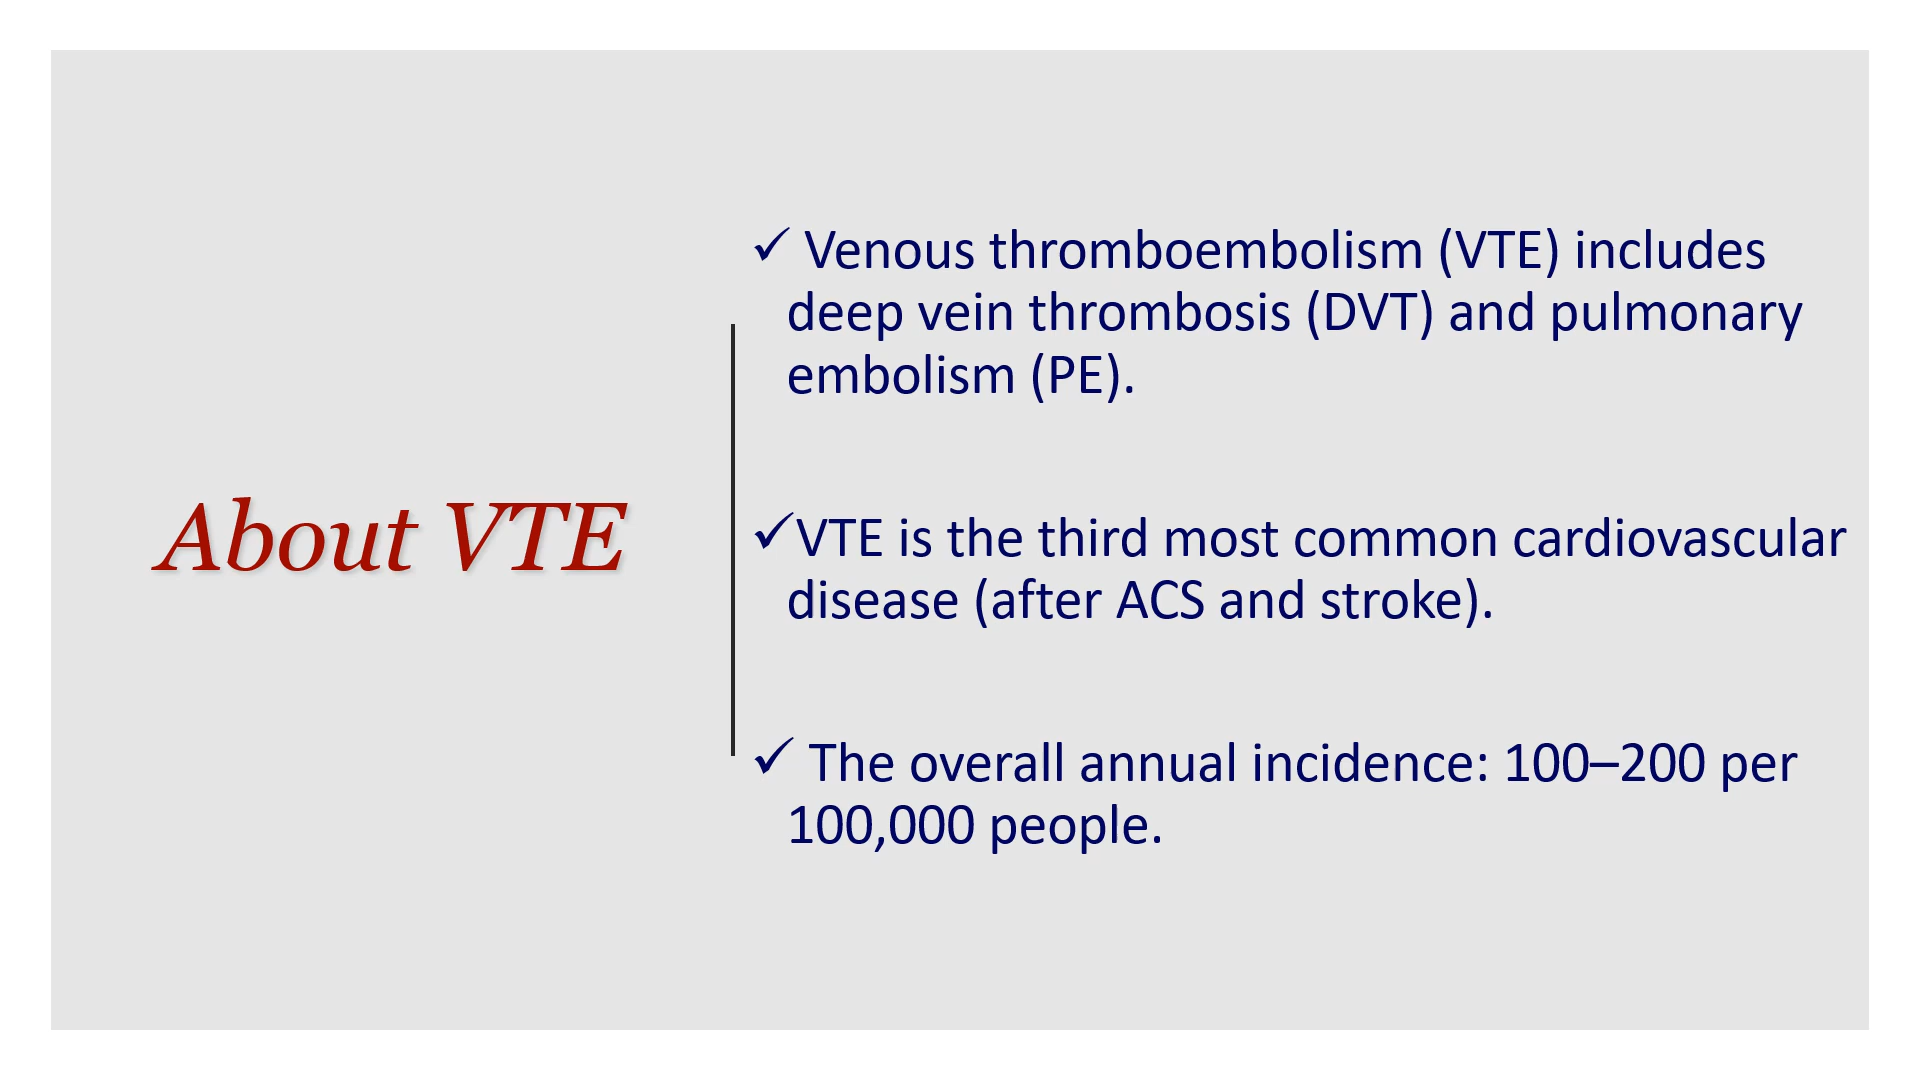 About VTE
✓ Venous thromboembolism (VTE) includes
deep vein thrombosis (DVT) and pulmonary
embolism (PE).
✓VTE is the third most common cardiovascular
disease (after ACS and stroke).
✓ The overall annual incidence: 100–200 per
100,000 people.